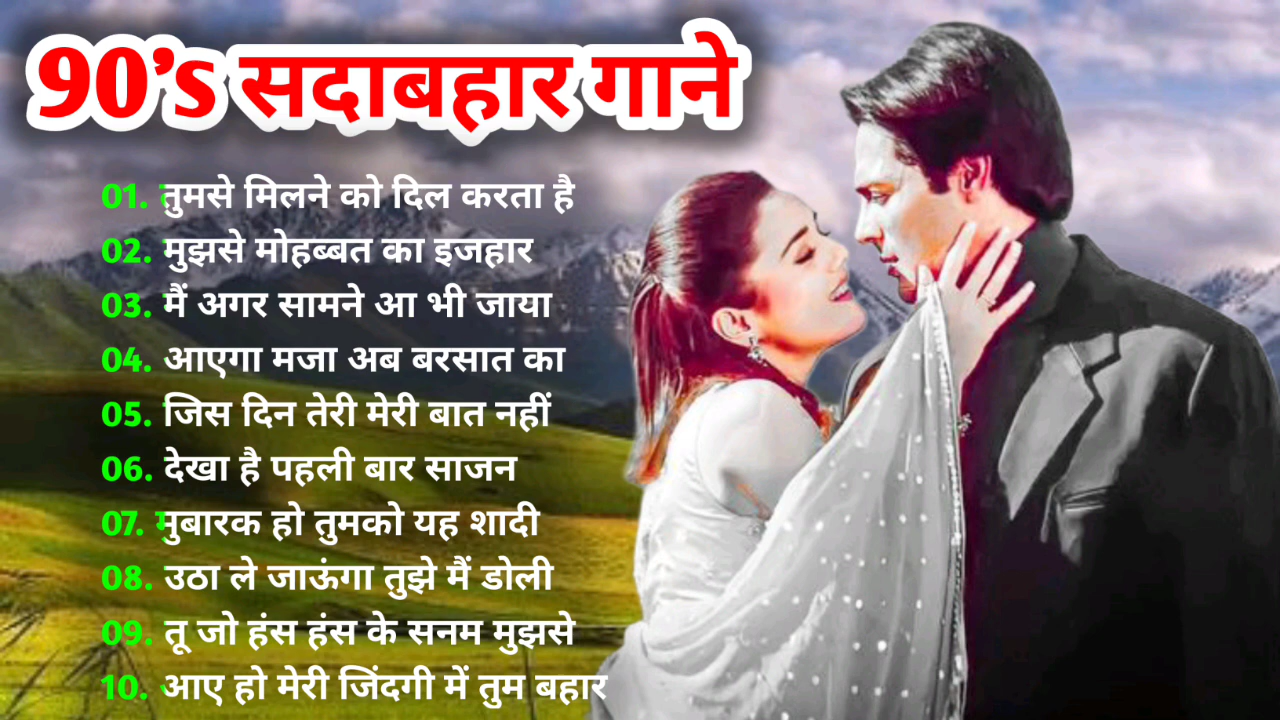 90's सदाबहार गाने
01. तुमसे मिलने को दिल करता है
02. मुझसे मोहब्बत का इजहार
03. मैं अगर सामने आ भी जाया
04. आएगा मजा अब बरसात का
05. जिस दिन तेरी मेरी बात नहीं
06. देखा है पहली बार साजन
07. मुबारक हो तुमको यह शादी
08. उठा ले जाऊंगा तुझे मैं डोली
09. तू जो हंस हंस के सनम मुझसे
10. आए हो मेरी जिंदगी में तुम बहार